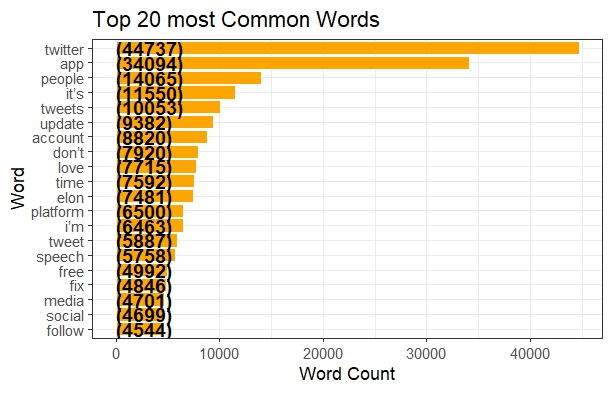 Top 20 most Common Words
Word
twitter (44737)
app (34094)
people (14065)
it's (11550)
tweets (10053)
update (9382)
account (8820)
don't (7920)
love (7715)
time (7592)
elon (7481)
platform (6500)
i'm (6463)
tweet (5887)
speech (5758)
free (4992)
fix (4846)
media (4701)
social (4699)
follow (4544)
0 10000 20000 30000 40000
Word Count